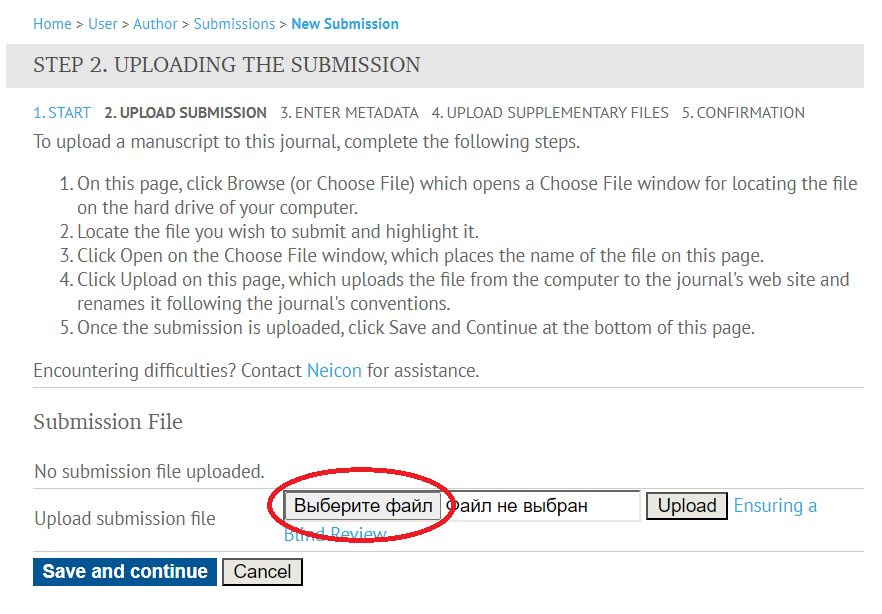 Home > User > Author > Submissions > New Submission
STEP 2. UPLOADING THE SUBMISSION
1. START 2. UPLOAD SUBMISSION 3. ENTER METADATA 4. UPLOAD SUPPLEMENTARY FILES 5. CONFIRMATION
To upload a manuscript to this journal, complete the following steps.
1. On this page, click Browse (or Choose File) which opens a Choose File window for locating the file
on the hard drive of your computer.
2. Locate the file you wish to submit and highlight it.
3. Click Open on the Choose File window, which places the name of the file on this page.
4. Click Upload on this page, which uploads the file from the computer to the journal's web site and
renames it following the journal's conventions.
5. Once the submission is uploaded, click Save and Continue at the bottom of this page.
Encountering difficulties? Contact Neicon for assistance.
Submission File
No submission file uploaded.
Upload submission file Выберите файл Файл не выбран Upload Ensuring a
Blind Review
Save and continue Cancel